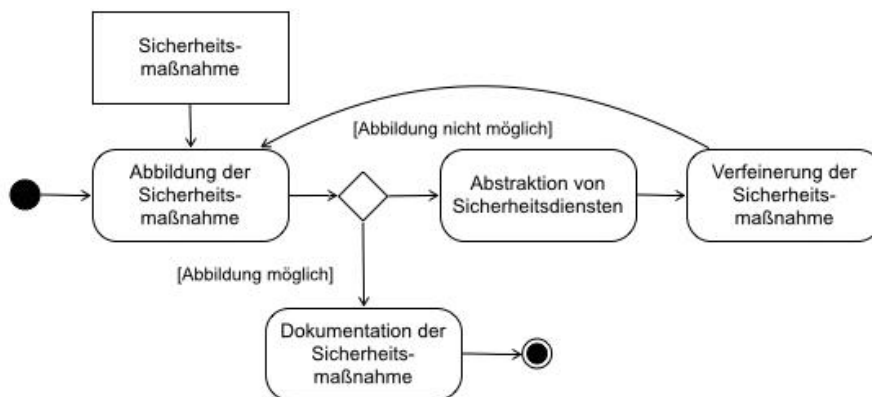 Sicherheits-
maßnahme
[Abbildung nicht möglich]
Abbildung der
Sicherheits-
maßnahme
Abstraktion von
Sicherheitsdiensten
Verfeinerung der
Sicherheits-
maßnahme
[Abbildung möglich]
Dokumentation der
Sicherheits-
maßnahme